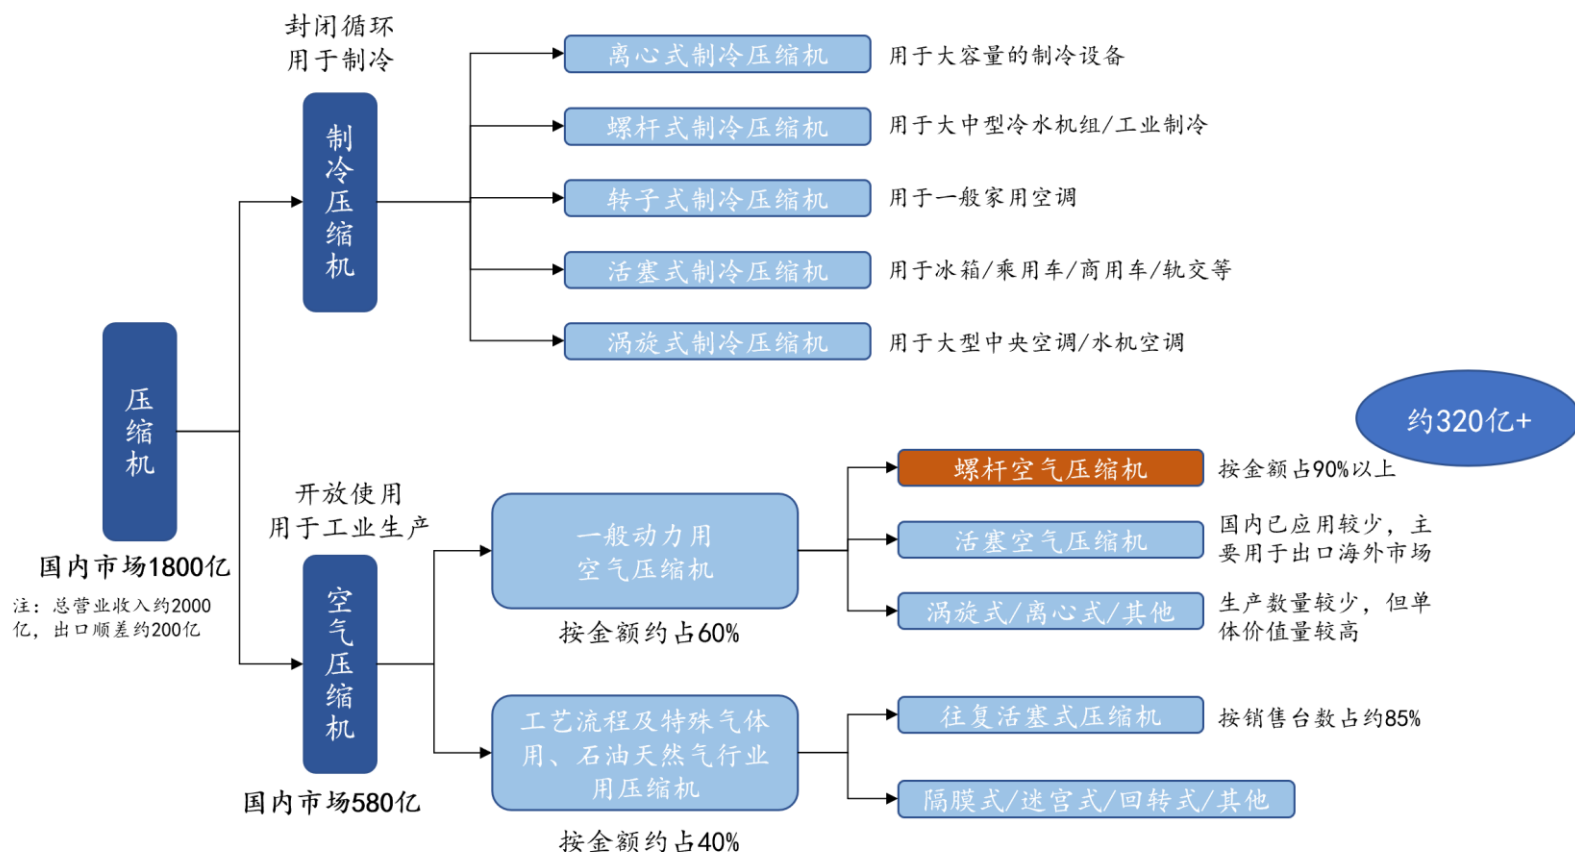 封闭循环
用于制冷
制冷压缩机
离心式制冷压缩机
用于大容量的制冷设备
螺杆式制冷压缩机
用于大中型冷水机组/工业制冷
转子式制冷压缩机
用于一般家用空调
活塞式制冷压缩机
用于冰箱/乘用车/商用车/轨交等
涡旋式制冷压缩机
用于大型中央空调/水机空调
压缩机
国内市场1800亿
注：总营业收入约2000
亿，出口顺差约200亿
开放使用
用于工业生产
空气压缩机
国内市场580亿
一般动力用
空气压缩机
按金额约占60%
约320亿+
螺杆空气压缩机
按金额占90%以上
活塞空气压缩机
国内已应用较少，主
要用于出口海外市场
涡旋式/离心式/其他
生产数量较少，但单
体价值量较高
工艺流程及特殊气体
用、石油天然气行业
用压缩机
按金额约占40%
往复活塞式压缩机
按销售台数占约85%
隔膜式/迷宫式/回转式/其他